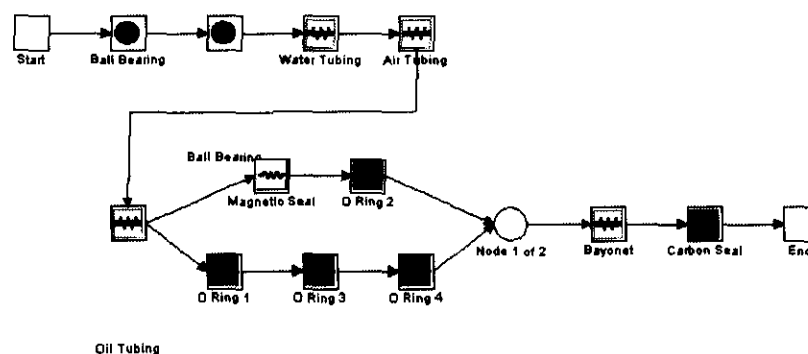 Start
Ball Bearing
Water Tubing
Air Tubing
Ball Bearing
Magnetic Seal
O Ring 2
Node 1 of 2
Bayonet
Carbon Seal
End
O Ring 1
O Ring 3
O Ring 4
Oil Tubing